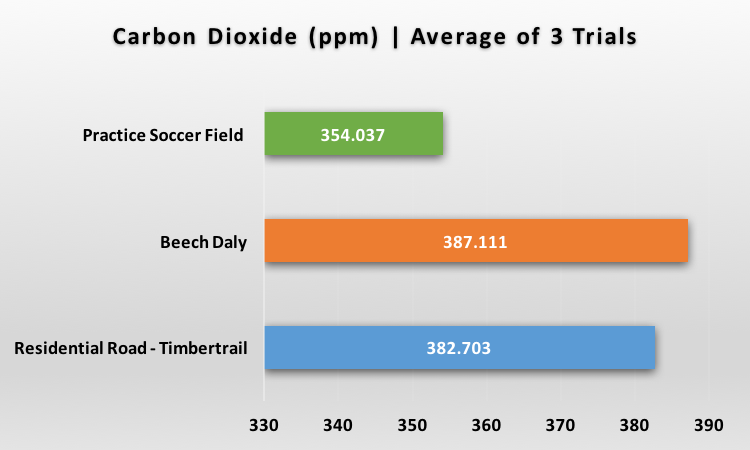 Carbon Dioxide (ppm) | Average of 3 Trials
Practice Soccer Field
354.037
Beech Daly
387.111
Residential Road - Timbertrail
382.703
330 340 350 360 370 380 390